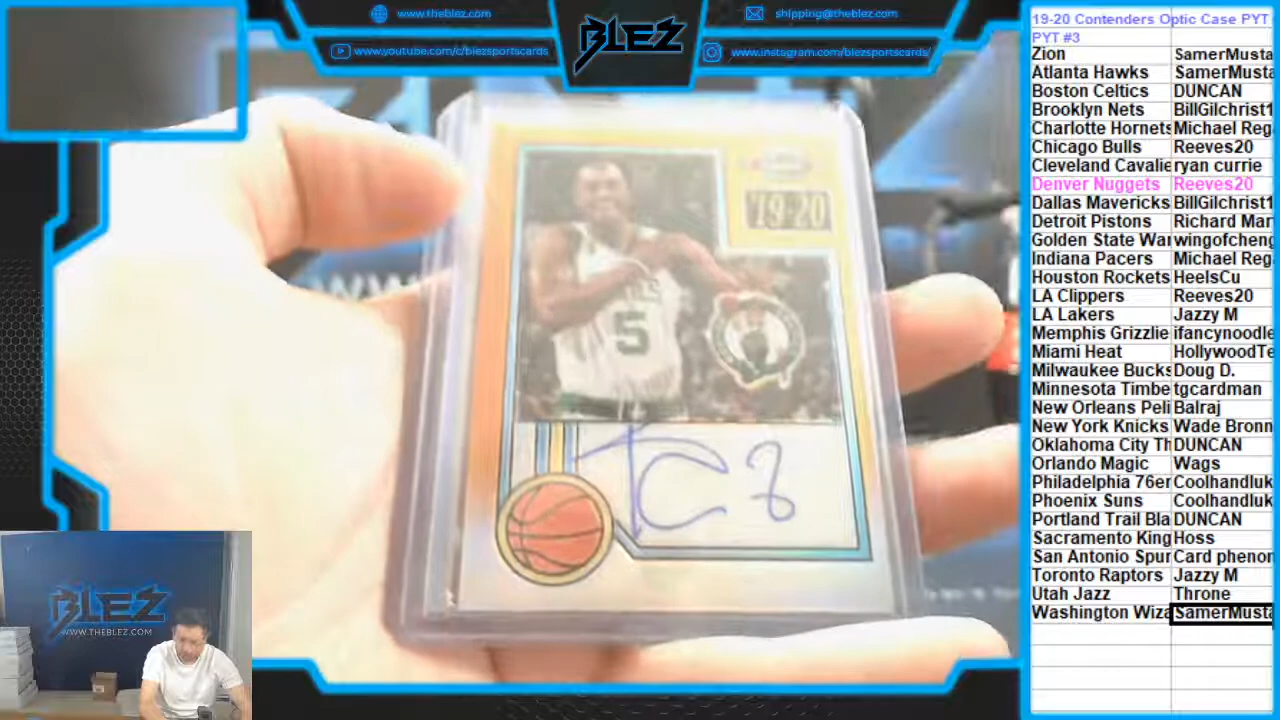 www.theblez.com
shipping@theblez.com
www.youtube.com/c/blezsportscards
BLEZ
www.instagram.com/blezsportscards/
19-20 Contenders Optic Case PYT
PYT #3
Zion SamerMusta
Atlanta Hawks SamerMusta
Boston Celtics DUNCAN
Brooklyn Nets BillGilchrist1
Charlotte Hornets Michael Reg
Chicago Bulls Reeves20
Cleveland Cavalie ryan currie
Denver Nuggets Reeves20
Dallas Mavericks BillGilchrist1
Detroit Pistons Richard Mar
Golden State War wingofcheng
Indiana Pacers Michael Reg
Houston Rockets HeelsCu
LA Clippers Reeves20
LA Lakers Jazzy M
Memphis Grizzlie ifancynoodle
Miami Heat HollywoodTe
Milwaukee Bucks Doug D.
Minnesota Timbe tgcardman
New Orleans Peli Balraj
New York Knicks Wade Bronn
Oklahoma City Th DUNCAN
Orlando Magic Wags
Philadelphia 76er Coolhandluk
Phoenix Suns Coolhandluk
Portland Trail Bla DUNCAN
Sacramento King Hoss
San Antonio Spur Card phenom
Toronto Raptors Jazzy M
Utah Jazz Throne
Washington Wiza SamerMusta
19-20
5
BLEZ
WWW.THEBLEZ.COM